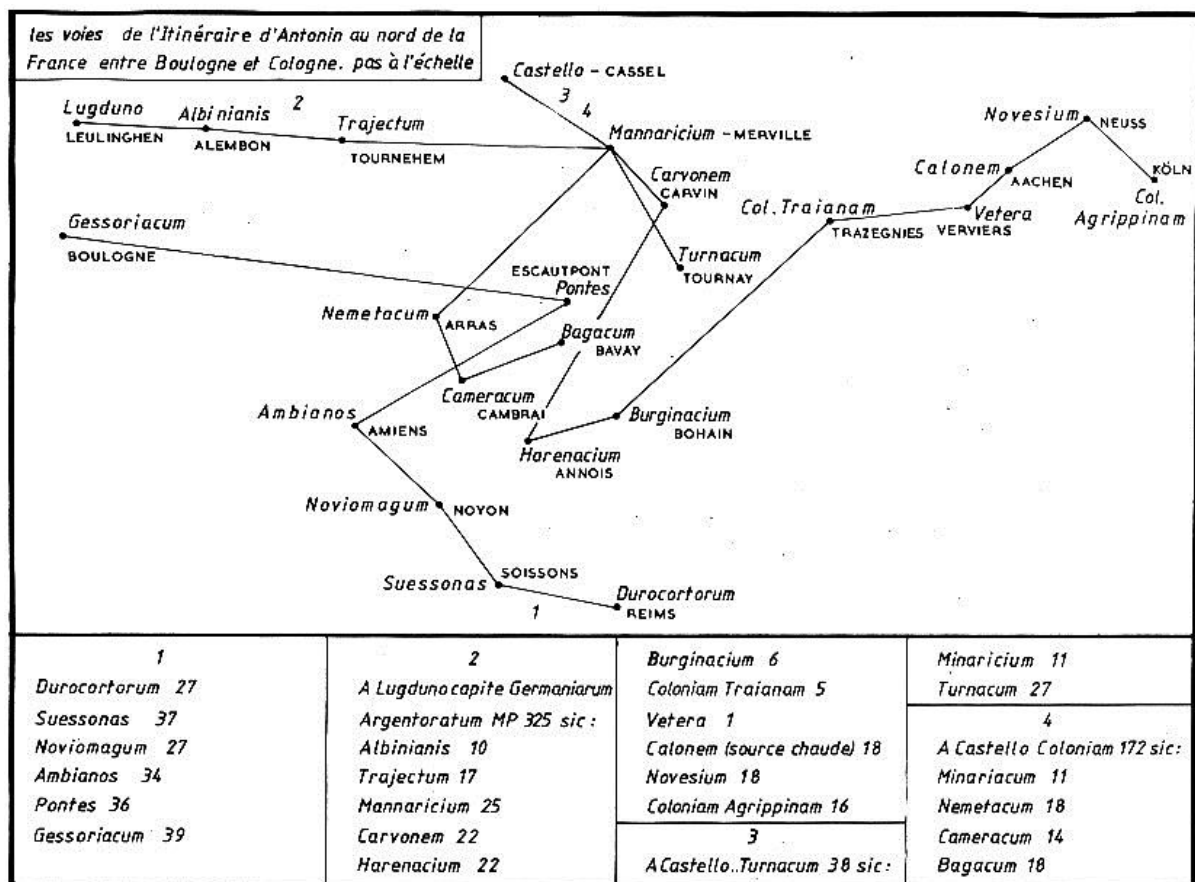 les voies de l'Itinéraire d'Antonin au nord de la
France entre Boulogne et Cologne. pas à l'échelle
Castello - CASSEL
3
4
2
Lugduno
LEULINGHEN
Albinianis
ALEMBON
Trajectum
TOURNEHEM
Mannaricium - MERVILLE
Novesium
NEUSS
Carvonem
CARVIN
Calonem
AACHEN
KÖLN
Col.
Agrippinam
Col. Traianam
TRAZEGNIES
Vetera
VERVIERS
Gessoriacum
BOULOGNE
Turnacum
TOURNAY
ESCAUTPONT
Pontes
Nemetacum
ARRAS
Bagacum
BAVAY
Cameracum
CAMBRAI
Ambianos
AMIENS
Burginacium
BOHAIN
Harenacium
ANNOIS
Noviomagum
NOYON
SOISSONS
Suessonas
1
Durocortorum
REIMS
1
Durocortorum 27
Suessonas 37
Noviomagum 27
Ambianos 34
Pontes 36
Gessoriacum 39
2
A Lugduno capite Germaniarum
Argentoratum MP 325 sic:
Albinianis 10
Trajectum 17
Mannaricium 25
Carvonem 22
Harenacium 22
Burginacium 6
Coloniam Traianam 5
Vetera 1
Calonem (source chaude) 18
Novesium 18
Coloniam Agrippinam 16
3
A Castello..Turnacum 38 sic:
Minaricium 11
Turnacum 27
4
A Castello Coloniam 172 sic:
Minariacum 11
Nemetacum 18
Cameracum 14
Bagacum 18